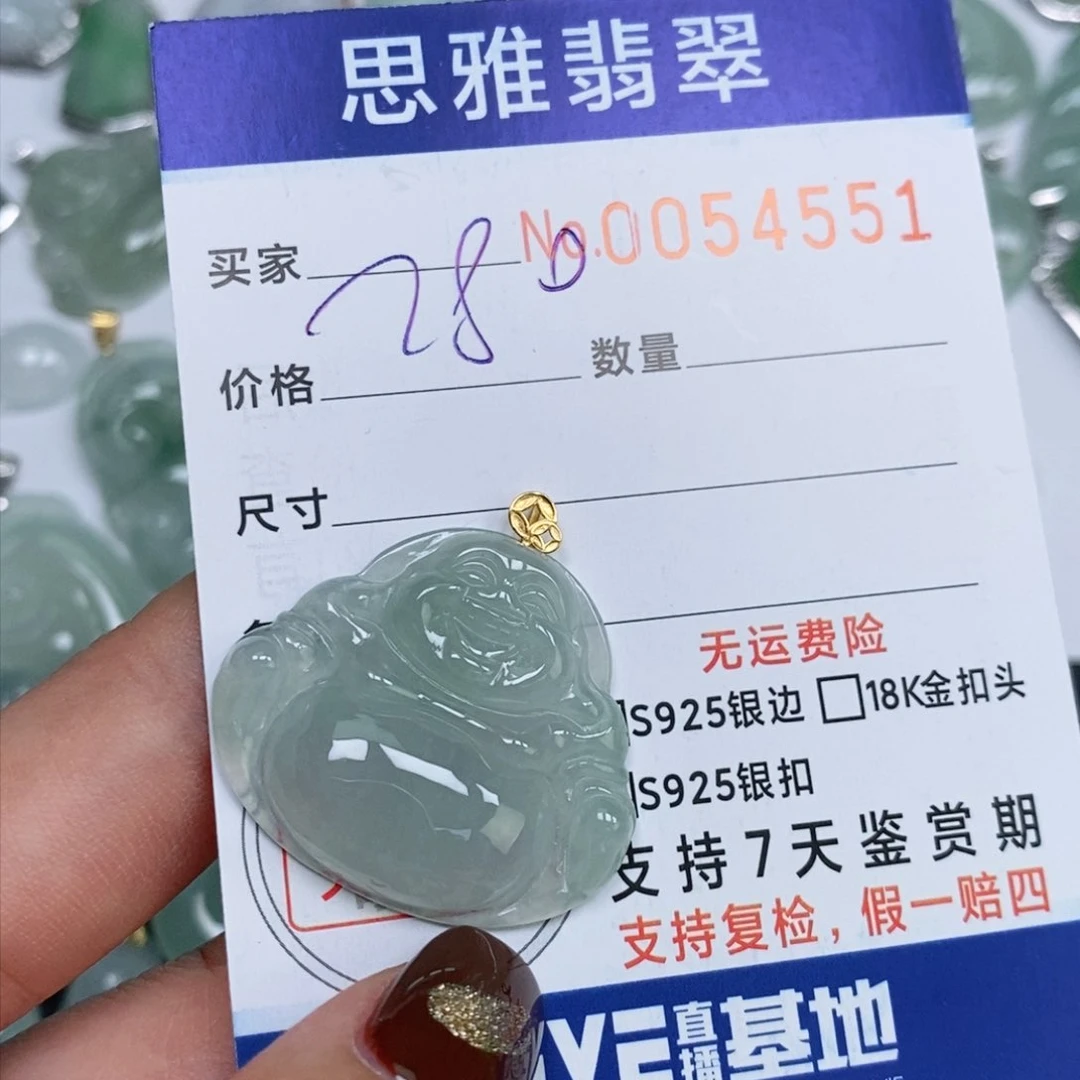 思雅翡翠
No.0054551
买家
280
价格 数量
尺寸
无运费险
S925银边 □18K金扣头
S925银扣
支持7天鉴赏期
支持复检，假一赔四
直播基地